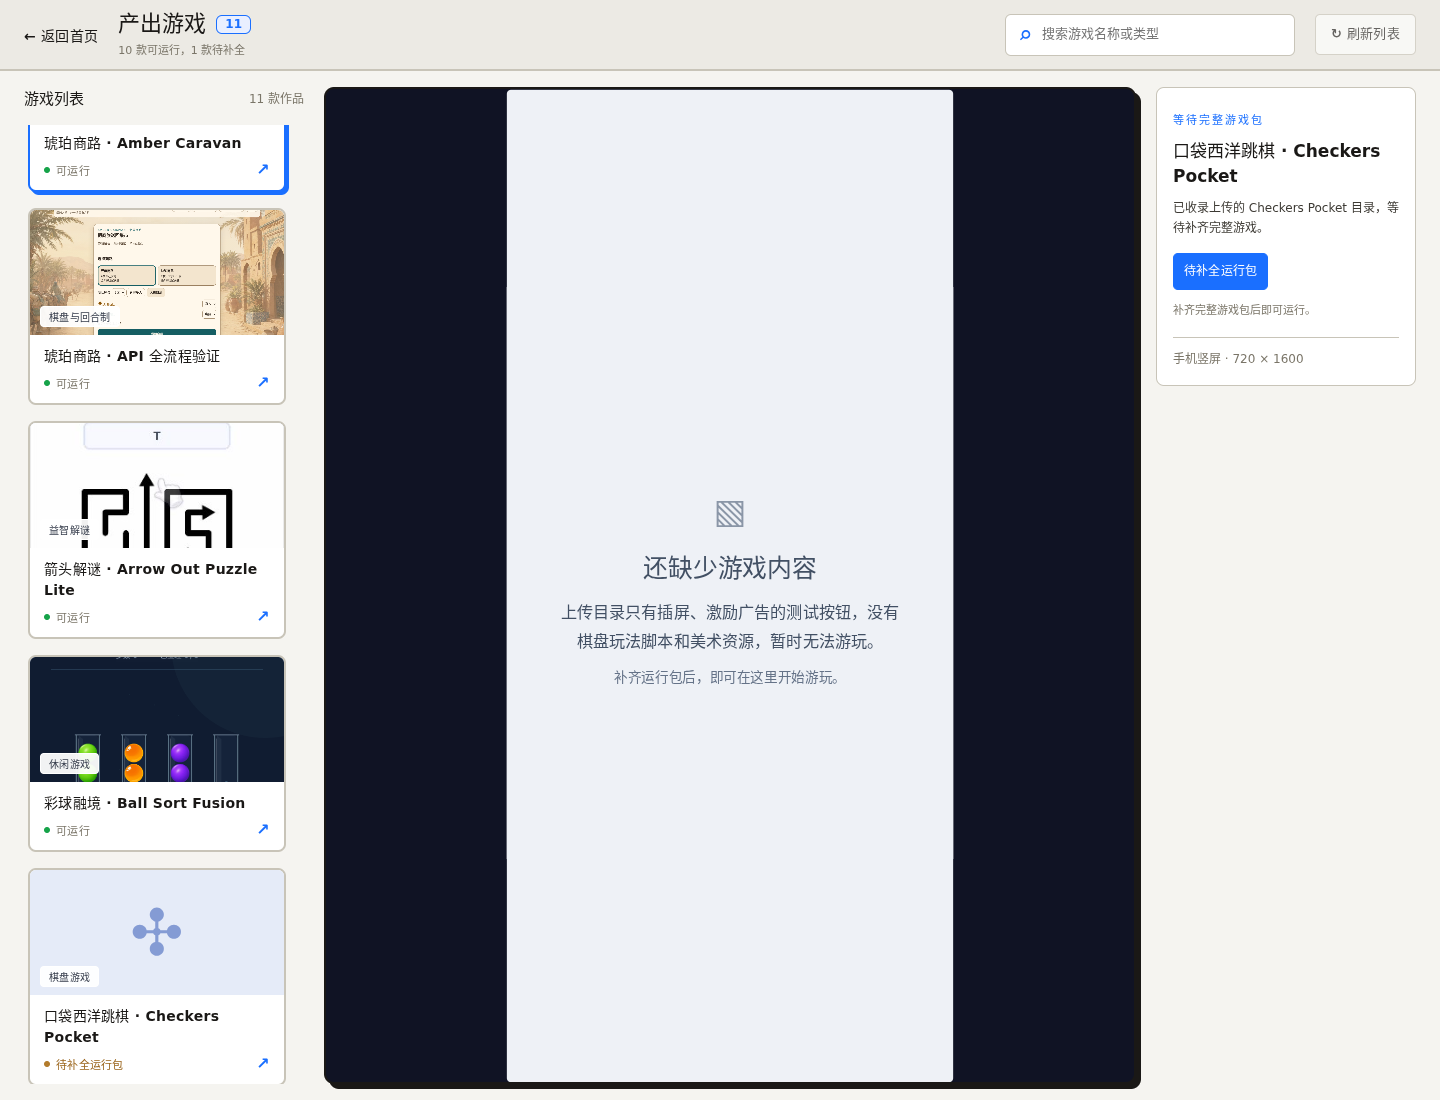 ← 返回首页
产出游戏 11
10 款可运行，1 款待补全
搜索游戏名称或类型
↻ 刷新列表
游戏列表
11 款作品
琥珀商路 · Amber Caravan
可运行 ↗
棋盘与回合制
琥珀商路 · API 全流程验证
可运行 ↗
T
益智解谜
箭头解谜 · Arrow Out Puzzle
Lite
可运行 ↗
休闲游戏
彩球融境 · Ball Sort Fusion
可运行 ↗
棋盘游戏
口袋西洋跳棋 · Checkers
Pocket
待补全运行包 ↗
还缺少游戏内容
上传目录只有插屏、激励广告的测试按钮，没有
棋盘玩法脚本和美术资源，暂时无法游玩。
补齐运行包后，即可在这里开始游玩。
等待完整游戏包
口袋西洋跳棋 · Checkers
Pocket
已收录上传的 Checkers Pocket 目录，等
待补齐完整游戏。
待补全运行包
补齐完整游戏包后即可运行。
手机竖屏 · 720 × 1600